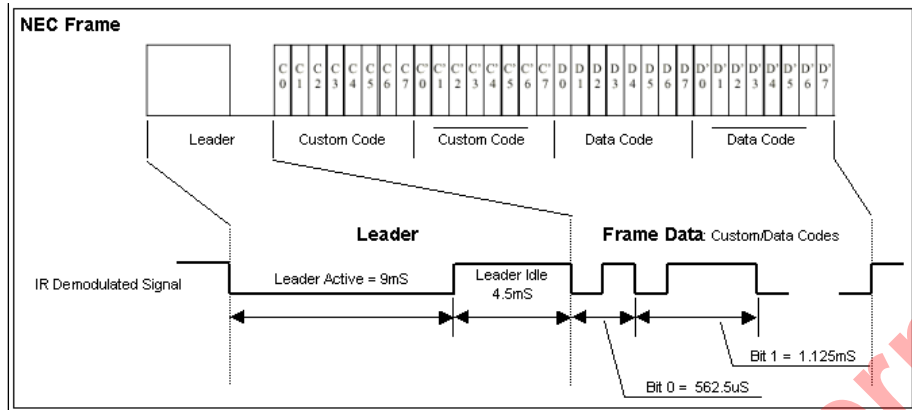 NEC Frame
C0 C1 C2 C3 C4 C5 C6 C7 C'0 C'1 C'2 C'3 C'4 C'5 C'6 C'7 D0 D1 D2 D3 D4 D5 D6 D7 D'0 D'1 D'2 D'3 D'4 D'5 D'6 D'7
Leader Custom Code Custom Code Data Code Data Code
Leader Frame Data: Custom/Data Codes
IR Demodulated Signal Leader Active = 9mS Leader Idle
4.5mS
Bit 1 = 1.125mS
Bit 0 = 562.5uS